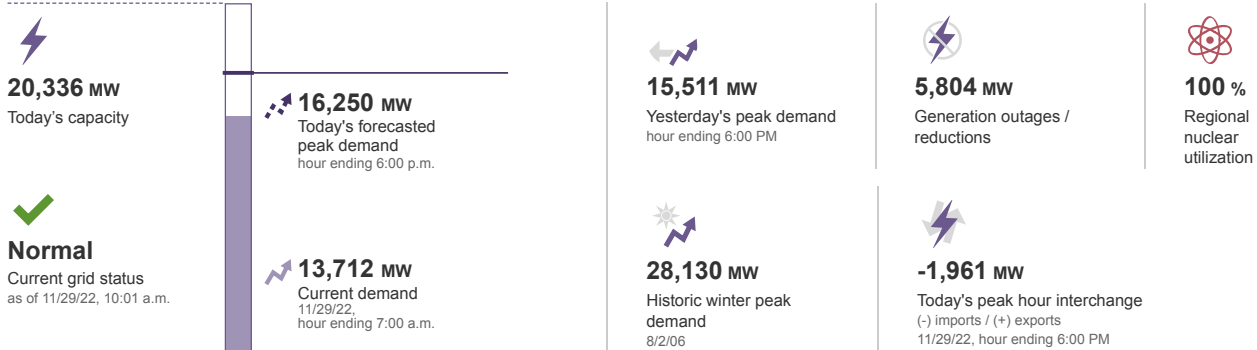 20,336 MW
Today's capacity
Normal
Current grid status
as of 11/29/22, 10:01 a.m.
16,250 MW
Today's forecasted
peak demand
hour ending 6:00 p.m.
13,712 MW
Current demand
11/29/22,
hour ending 7:00 a.m.
15,511 MW
Yesterday's peak demand
hour ending 6:00 PM
5,804 MW
Generation outages /
reductions
100 %
Regional
nuclear
utilization
28,130 MW
Historic winter peak
demand
8/2/06
-1,961 MW
Today's peak hour interchange
(-) imports / (+) exports
11/29/22, hour ending 6:00 PM